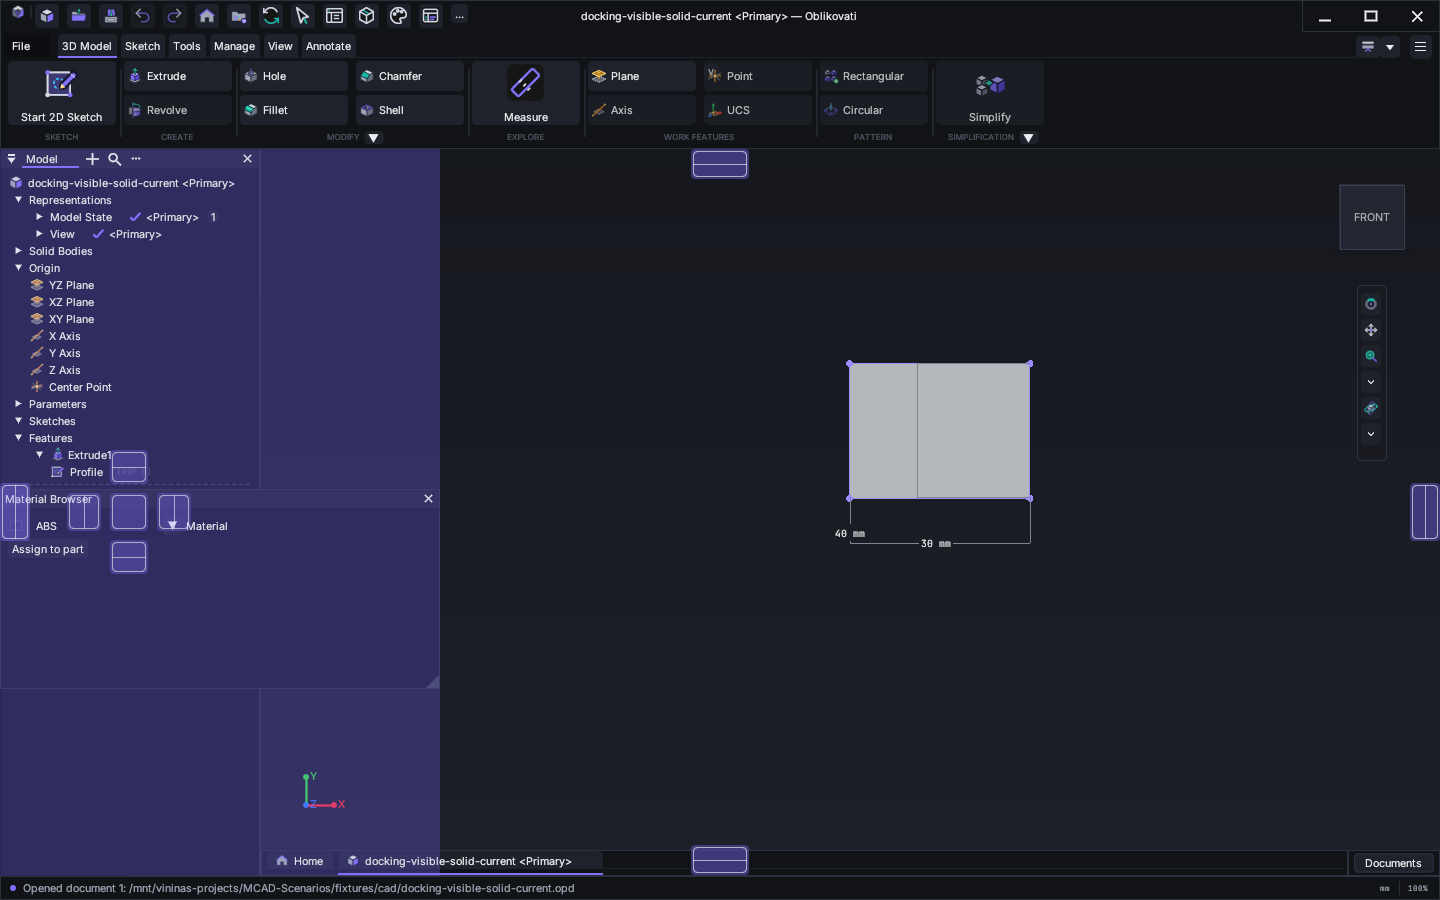 docking-visible-solid-current <Primary> — Oblikovati
File
3D Model
Sketch
Tools
Manage
View
Annotate
Start 2D Sketch
Extrude
Revolve
Hole
Fillet
Chamfer
Shell
Measure
Plane
Axis
Point
UCS
Rectangular
Circular
Simplify
SKETCH
CREATE
MODIFY
EXPLORE
WORK FEATURES
PATTERN
SIMPLIFICATION
Model
docking-visible-solid-current <Primary>
Representations
Model State <Primary> 1
View <Primary>
Solid Bodies
Origin
YZ Plane
XZ Plane
XY Plane
X Axis
Y Axis
Z Axis
Center Point
Parameters
Sketches
Features
Extrude1
Profile
Material Browser
ABS
Material
Assign to part
FRONT
40 mm
30 mm
Y
Z
X
Home
docking-visible-solid-current <Primary>
Documents
Opened document 1: /mnt/vininas-projects/MCAD-Scenarios/fixtures/cad/docking-visible-solid-current.opd
mm
100%